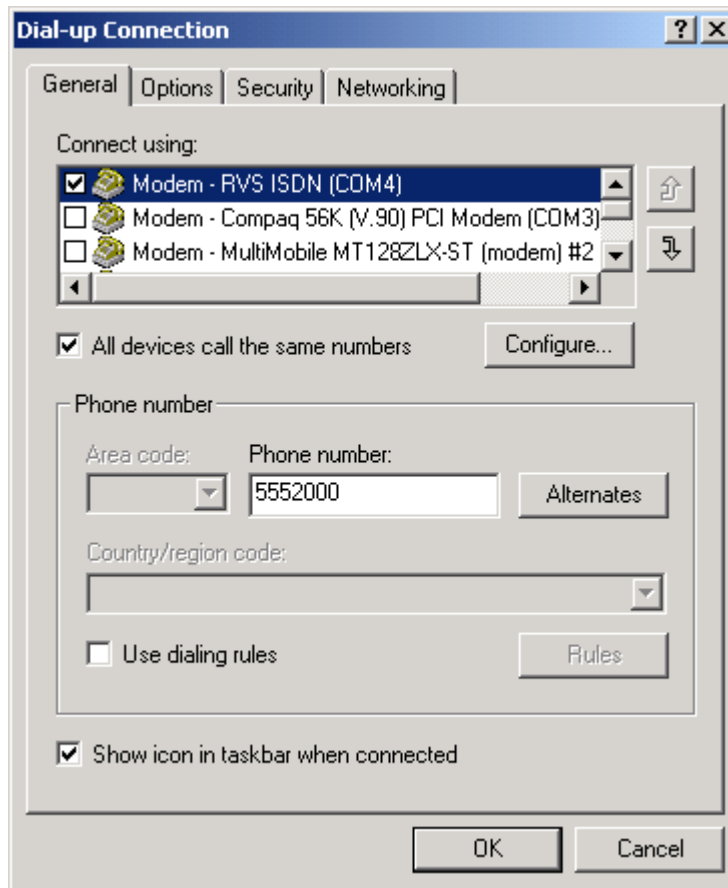 Dial-up Connection
General Options Security Networking
Connect using:
Modem - RVS ISDN (COM4)
Modem - Compaq 56K (V.90) PCI Modem (COM3)
Modem - MultiMobile MT128ZLX-ST (modem) #2
All devices call the same numbers Configure...
Phone number
Area code: Phone number:
5552000 Alternates
Country/region code:
Use dialing rules Rules
Show icon in taskbar when connected
OK Cancel